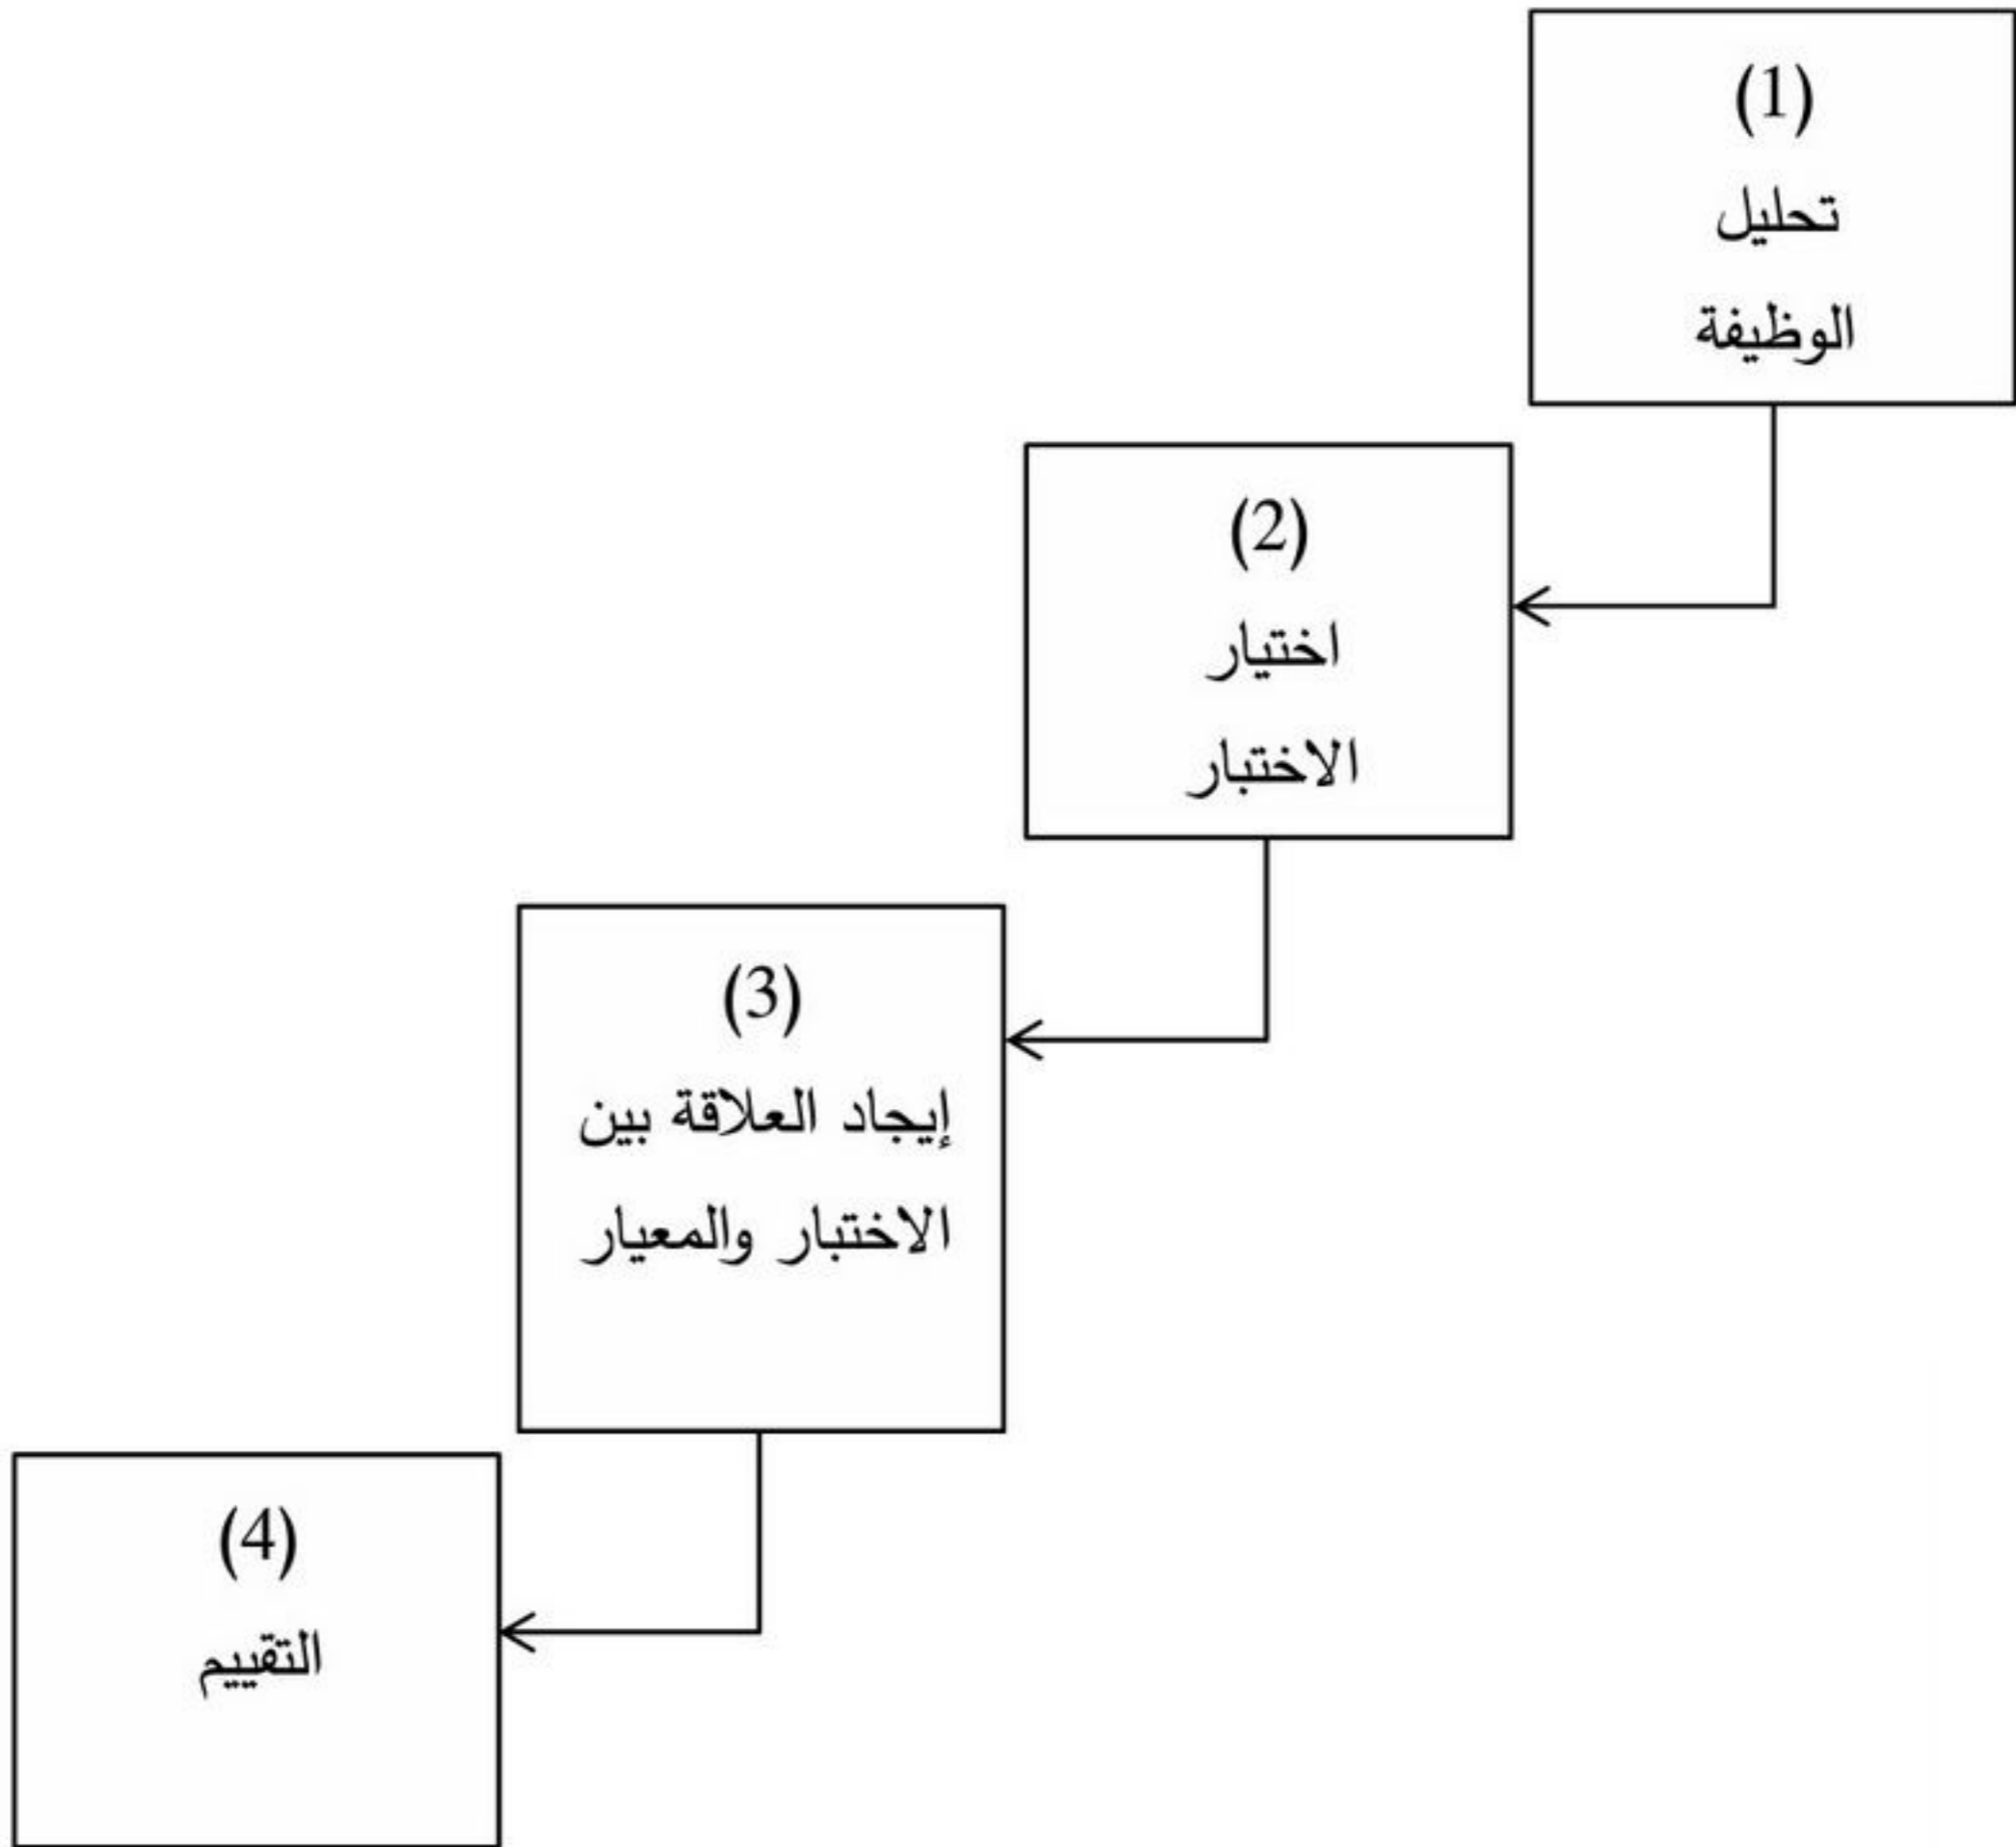 (1)
تحليل
الوظيفة
(2)
اختيار
الاختبار
(3)
إيجاد العلاقة بين
الاختبار والمعيار
(4)
التقييم